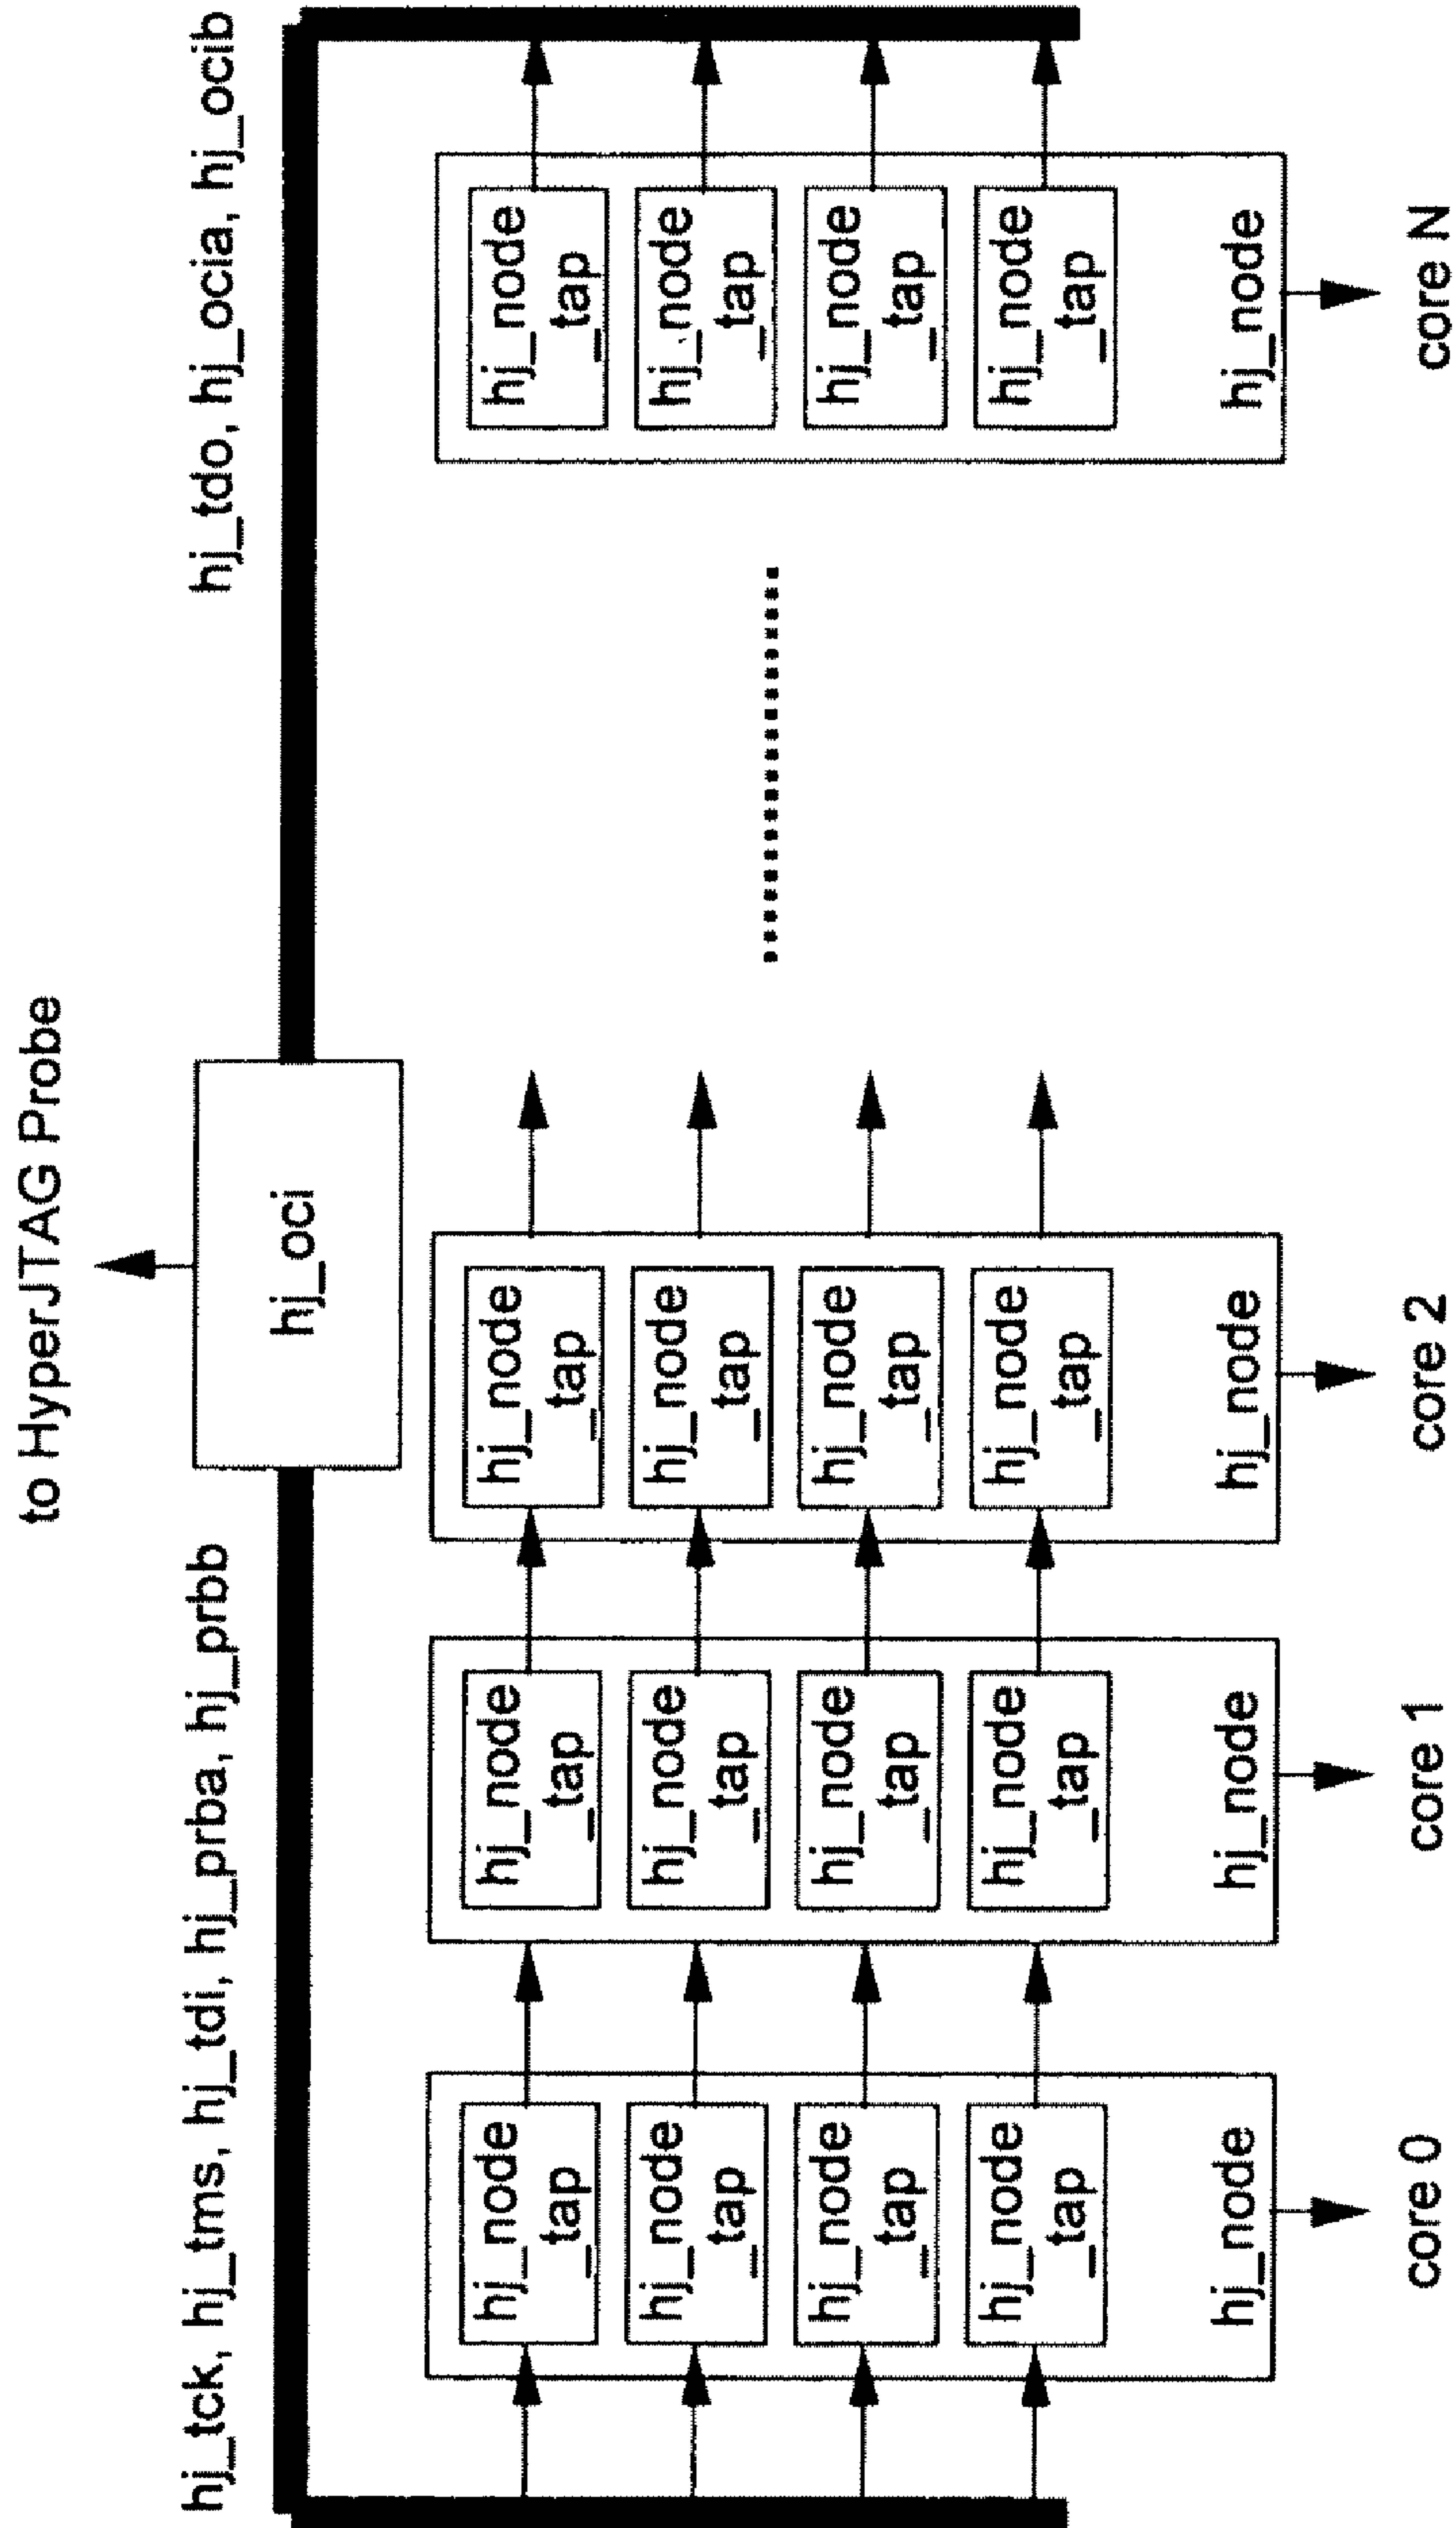 to HyperJTAG Probe
hj_tck, hj_tms, hj_tdi, hj_prba, hj_prbb
hj_oci
hj_tdo, hj_ocia, hj_ocib
hj_node
_tap
hj_node
_tap
hj_node
_tap
hj_node
_tap
hj_node
core 0
hj_node
_tap
hj_node
_tap
hj_node
_tap
hj_node
_tap
hj_node
core 1
hj_node
_tap
hj_node
_tap
hj_node
_tap
hj_node
_tap
hj_node
core 2
hj_node
_tap
hj_node
_tap
hj_node
_tap
hj_node
_tap
hj_node
core N